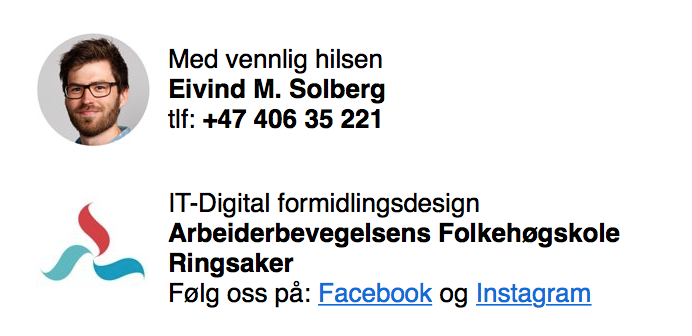 Med vennlig hilsen
Eivind M. Solberg
tlf: +47 406 35 221
IT-Digital formidlingsdesign
Arbeiderbevegelsens Folkehøgskole
Ringsaker
Følg oss på: Facebook og Instagram